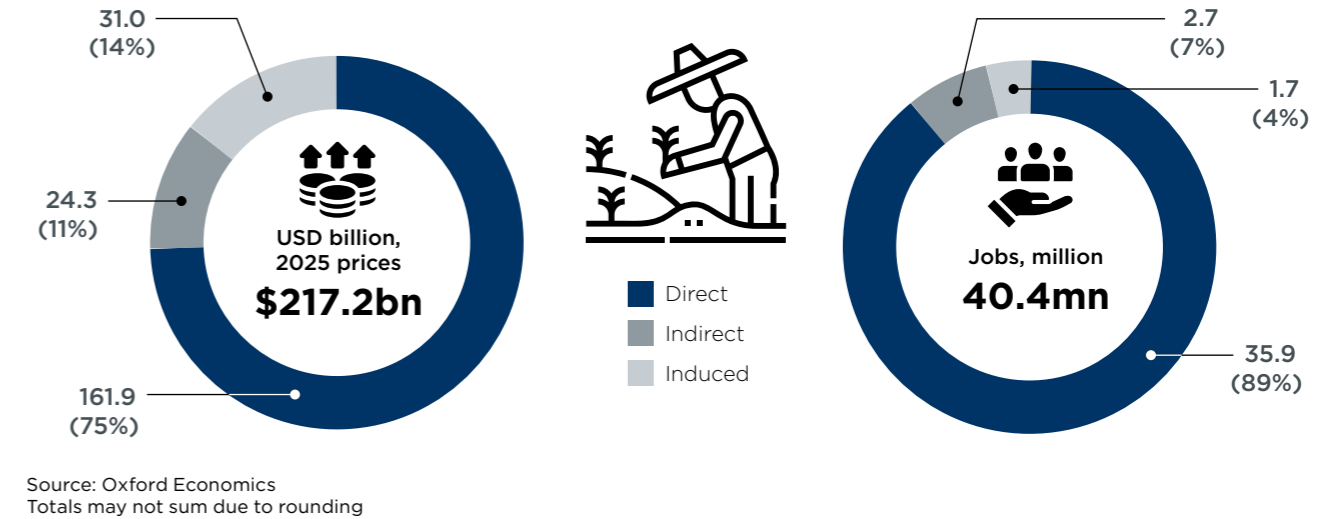 31.0
(14%)
24.3
(11%)
161.9
(75%)
USD billion,
2025 prices
$217.2bn
Direct
Indirect
Induced
2.7
(7%)
1.7
(4%)
Jobs, million
40.4mn
35.9
(89%)
Source: Oxford Economics
Totals may not sum due to rounding